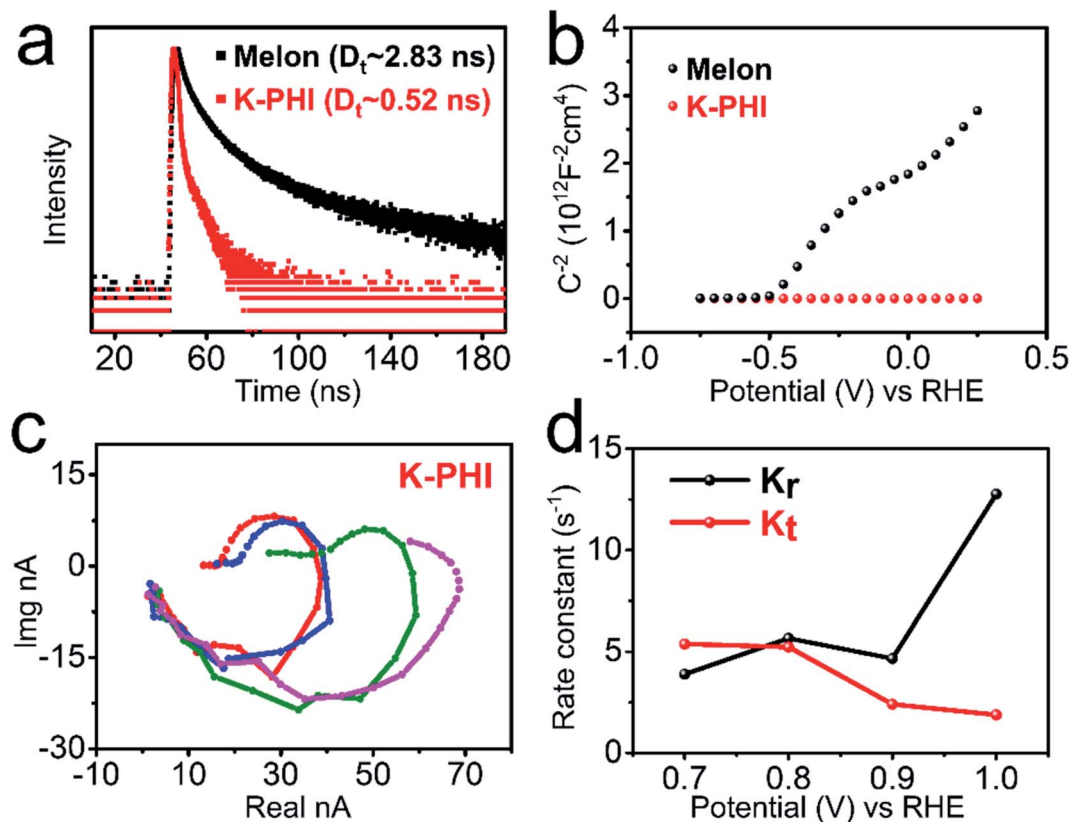 a
Melon (Dt~2.83 ns)
K-PHI (Dt~0.52 ns)
Intensity
20 60 100 140 180
Time (ns)
b
Melon
K-PHI
C-2 (1012F-2cm4)
3
2
1
0
-1.0 -0.5 0.0 0.5
Potential (V) vs RHE
c
K-PHI
Img nA
15
0
-15
-30
-10 10 30 50 70
Real nA
d
Kr
Kt
Rate constant (s-1)
15
10
5
0
0.7 0.8 0.9 1.0
Potential (V) vs RHE